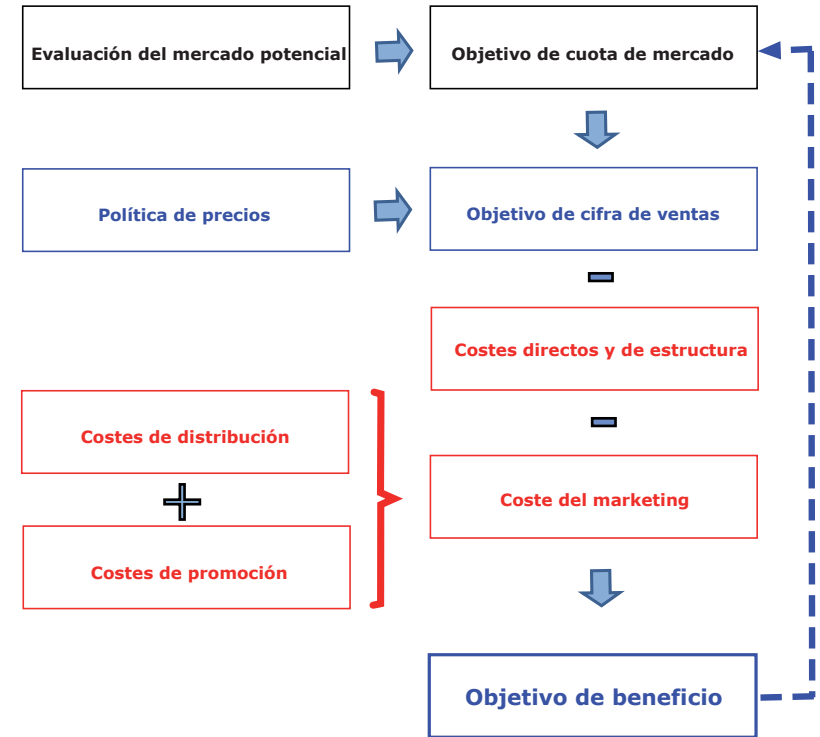 Evaluación del mercado potencial
Objetivo de cuota de mercado
Política de precios
Objetivo de cifra de ventas
Costes directos y de estructura
Costes de distribución
Coste del marketing
Costes de promoción
Objetivo de beneficio